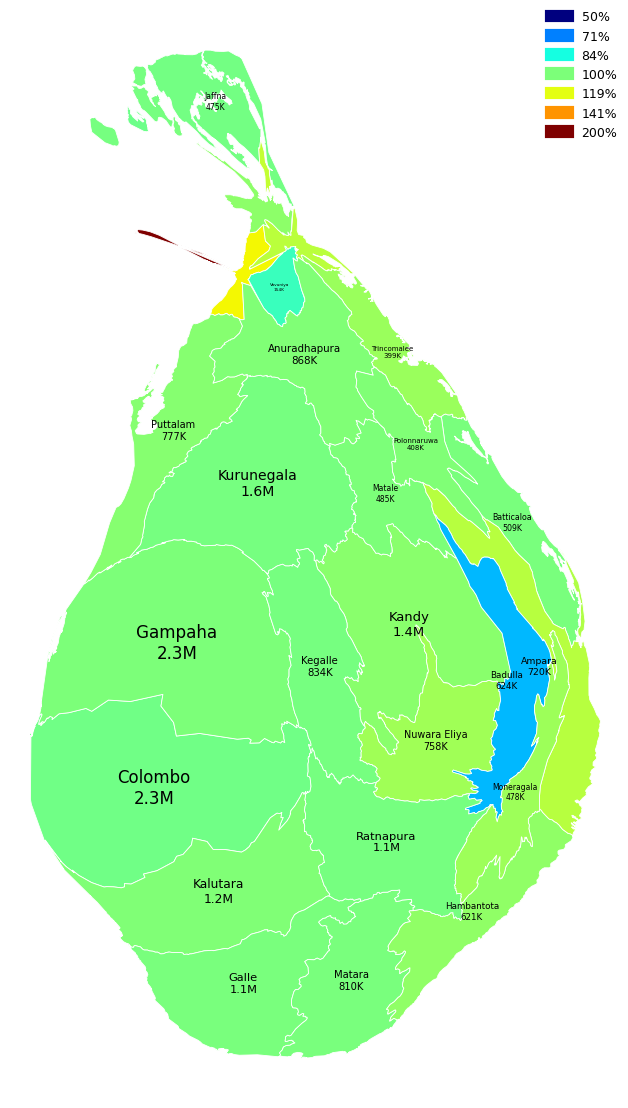 50%
71%
84%
100%
119%
141%
200%
Jaffna
475K
Vavuniya
Anuradhapura
868K
Trincomalee
399K
Puttalam
777K
Polonnaruwa
408K
Kurunegala
1.6M
Matale
485K
Batticaloa
509K
Gampaha
2.3M
Kandy
1.4M
Kegalle
834K
Ampara
720K
Badulla
624K
Nuwara Eliya
758K
Colombo
2.3M
Moneragala
478K
Ratnapura
1.1M
Kalutara
1.2M
Hambantota
621K
Galle
1.1M
Matara
810K